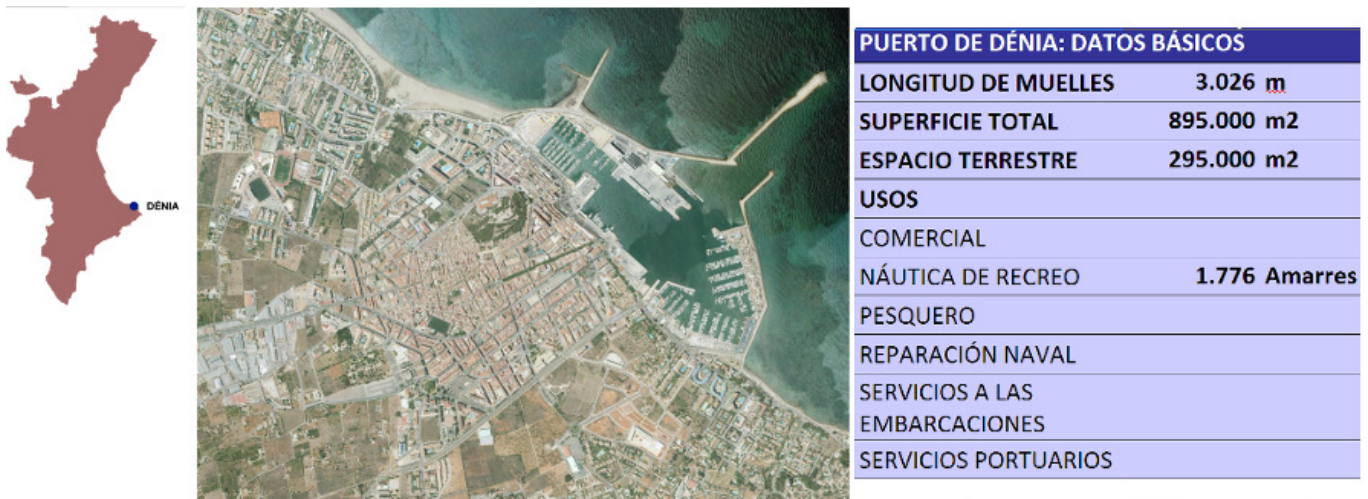 DÉNIA
PUERTO DE DÉNIA: DATOS BÁSICOS
LONGITUD DE MUELLES 3.026 m
SUPERFICIE TOTAL 895.000 m2
ESPACIO TERRESTRE 295.000 m2
USOS
COMERCIAL
NÁUTICA DE RECREO 1.776 Amarres
PESQUERO
REPARACIÓN NAVAL
SERVICIOS A LAS
EMBARCACIONES
SERVICIOS PORTUARIOS